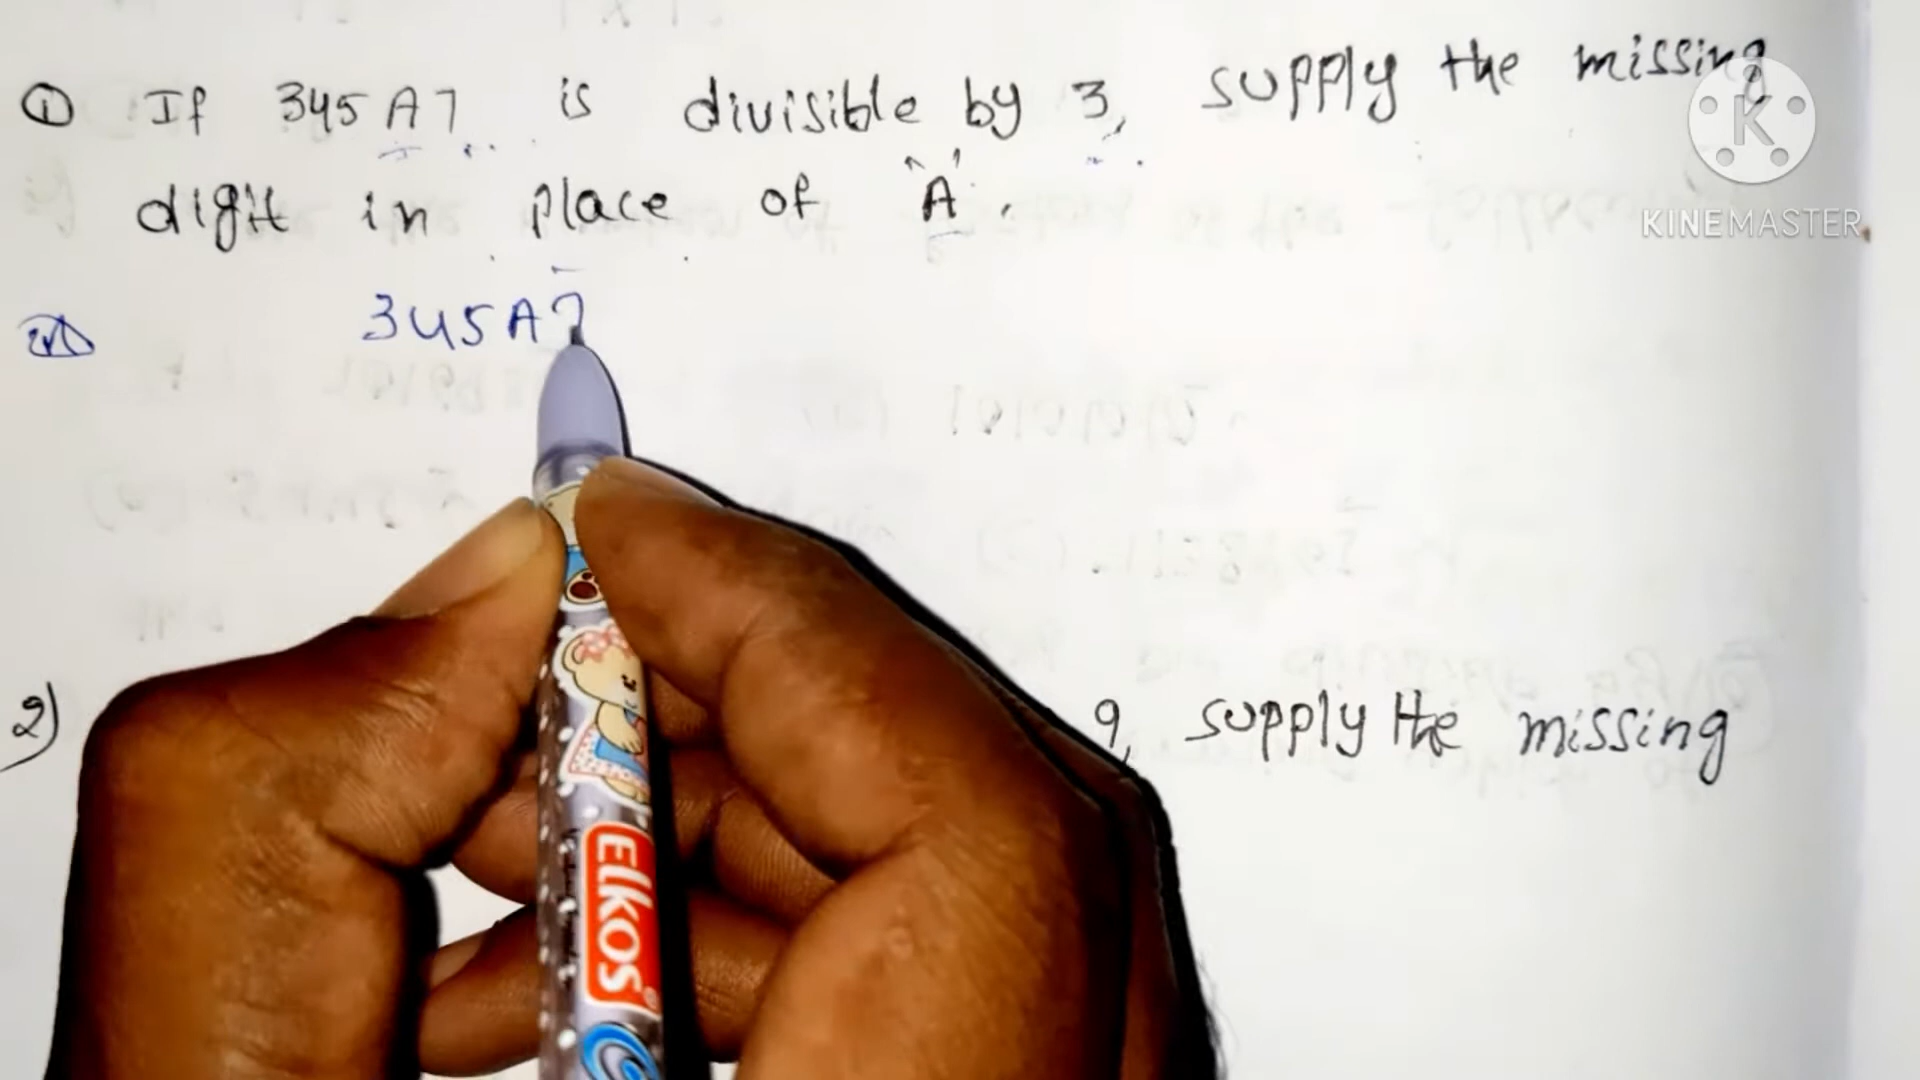 ① If 345A7 is divisible by 3, supply the missing
digit in place of "A".
345A7
2) 9, supply the missing
ELKOS
K
KINEMASTER